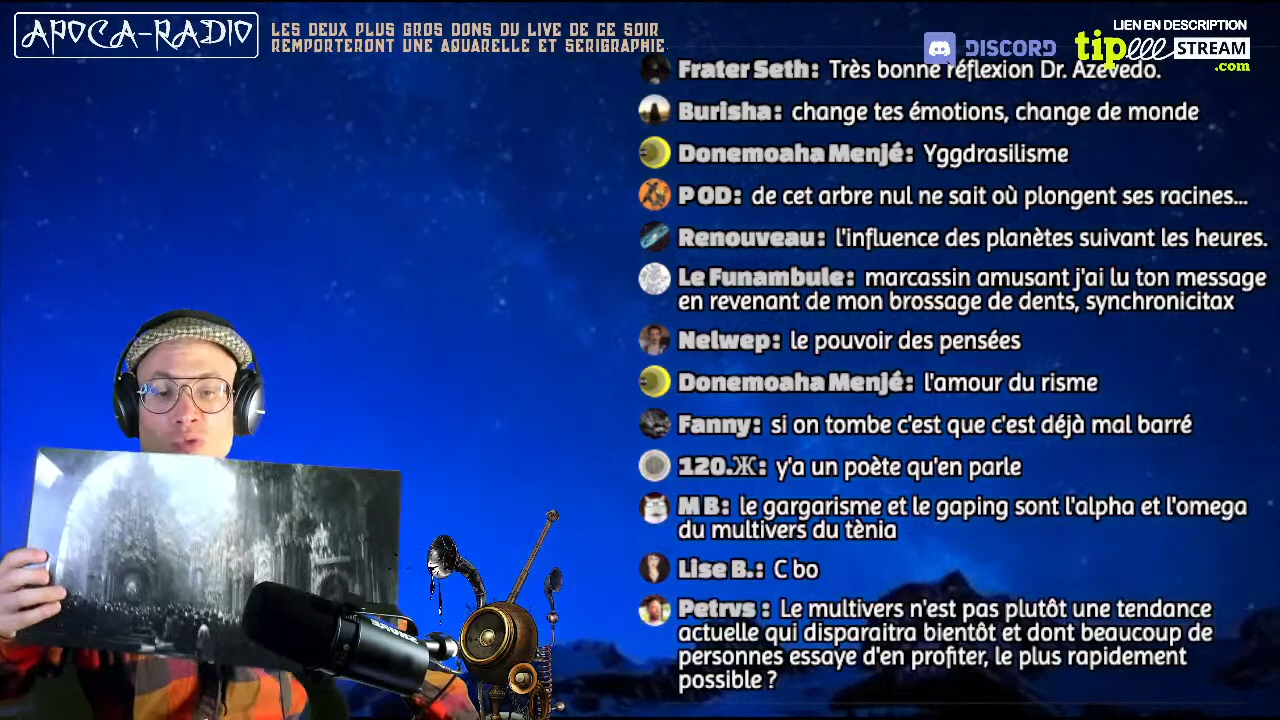 APOCA-RADIO
LES DEUX PLUS GROS DONS DU LIVE DE CE SOIR
REMPORTERONT UNE AQUARELLE ET SERIGRAPHIE
LIEN EN DESCRIPTION
DISCORD
tipeee STREAM
.com
Frater Seth: Très bonne réflexion Dr. Azevedo.
Burisha: change tes émotions, change de monde
Donemoaha Menjé: Yggdrasilisme
POD: de cet arbre nul ne sait où plongent ses racines...
Renouveau: l'influence des planètes suivant les heures.
Le Funambule: marcassin amusant j'ai lu ton message
en revenant de mon brossage de dents, synchronicitax
Nelwep: le pouvoir des pensées
Donemoaha Menjé: l'amour du risme
Fanny: si on tombe c'est que c'est déjà mal barré
120.Ж: y'a un poète qu'en parle
M B: le gargarisme et le gaping sont l'alpha et l'omega
du multivers du tènia
Lise B.: C bo
Petrvs : Le multivers n'est pas plutôt une tendance
actuelle qui disparaitra bientôt et dont beaucoup de
personnes essaye d'en profiter, le plus rapidement
possible ?